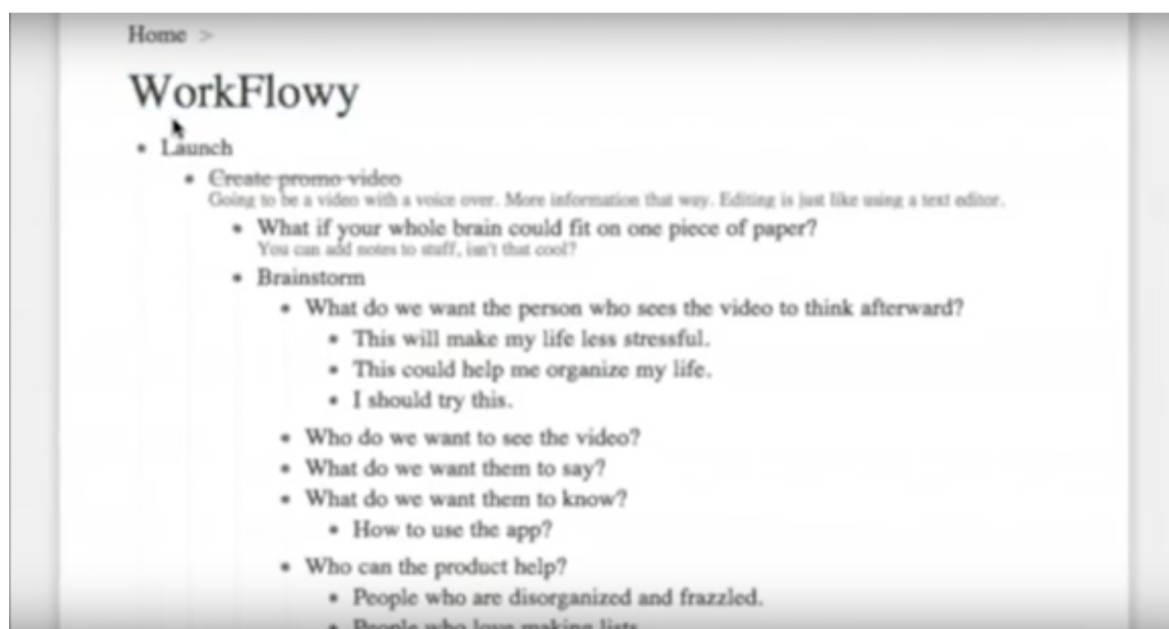 Home >
WorkFlowy
• Launch
• Create promo video
Going to be a video with a voice over. More information that way. Editing is just like using a text editor.
• What if your whole brain could fit on one piece of paper?
You can add notes to stuff, isn't that cool?
• Brainstorm
• What do we want the person who sees the video to think afterward?
• This will make my life less stressful.
• This could help me organize my life.
• I should try this.
• Who do we want to see the video?
• What do we want them to say?
• What do we want them to know?
• How to use the app?
• Who can the product help?
• People who are disorganized and frazzled.
• People who love making lists